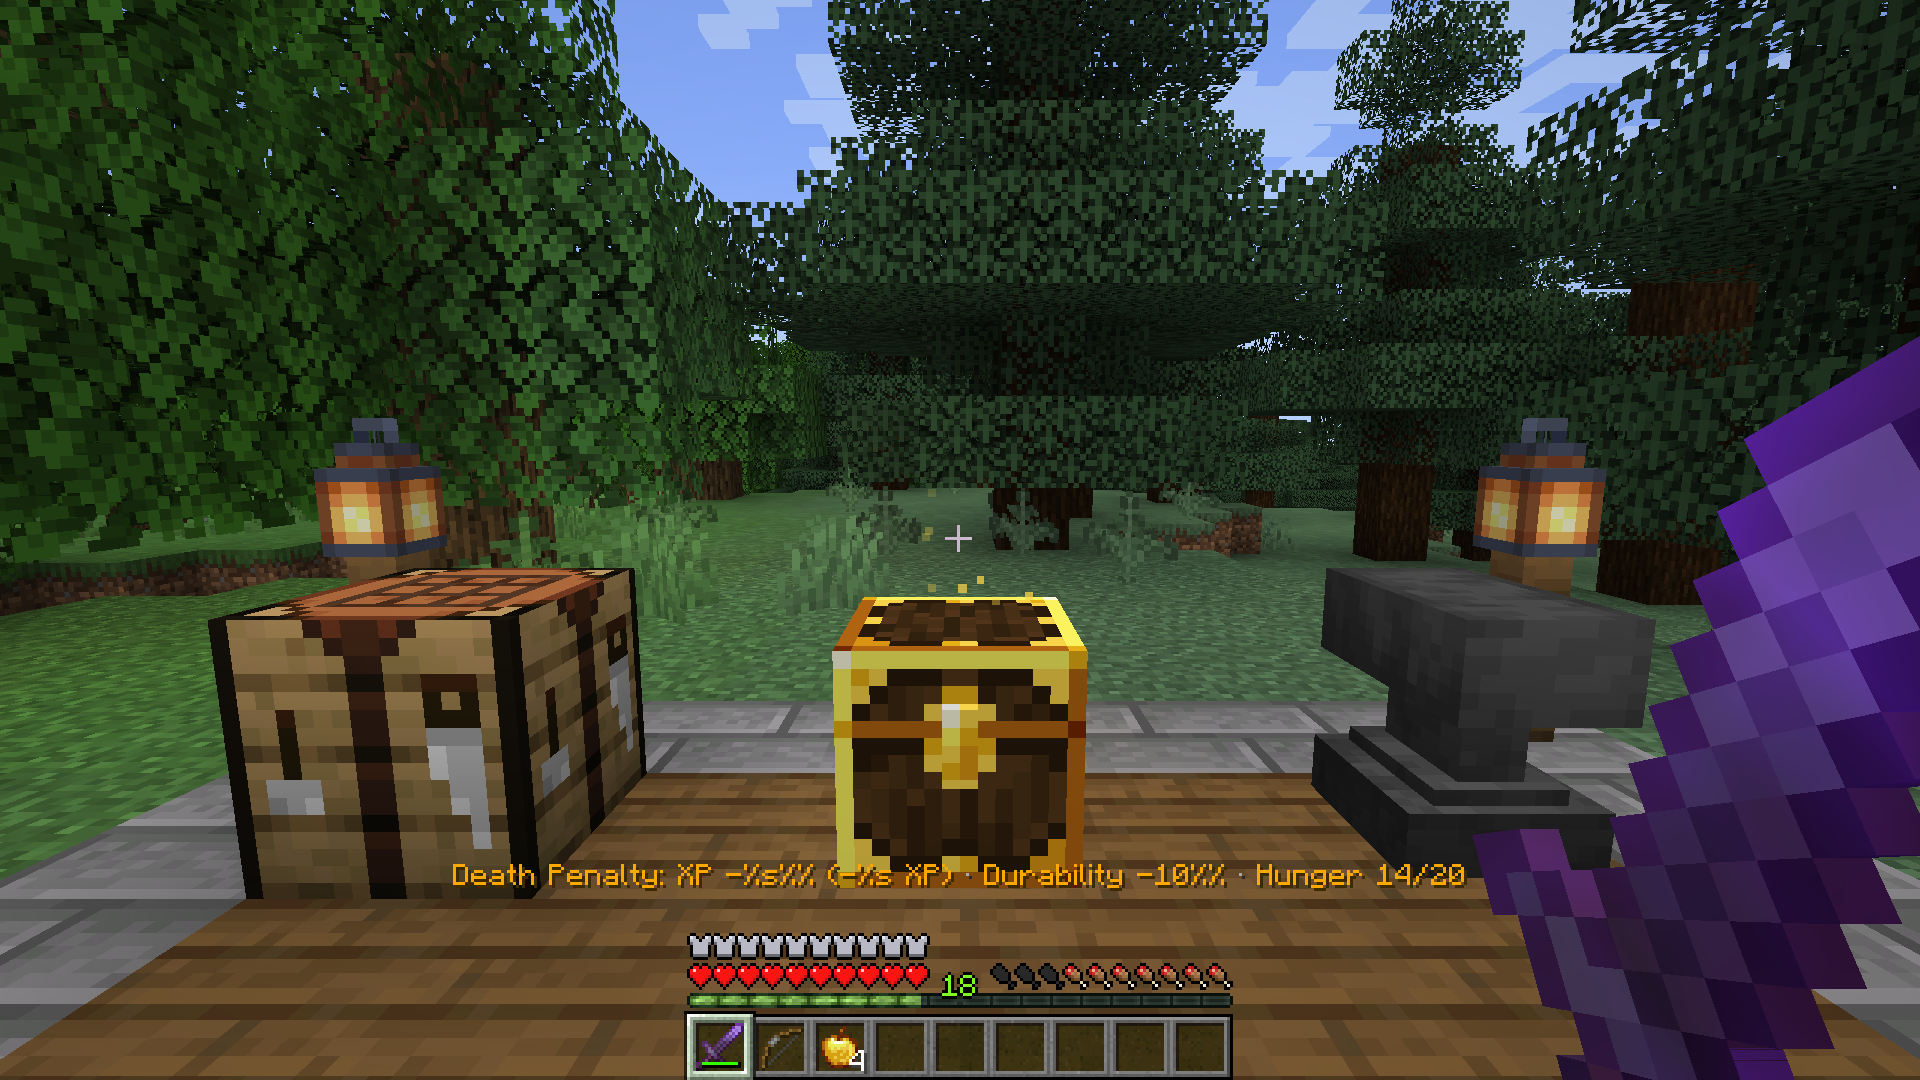 Death Penalty: XP -%s%% (-%s XP) · Durability -10%% · Hunger 14/20
18
4